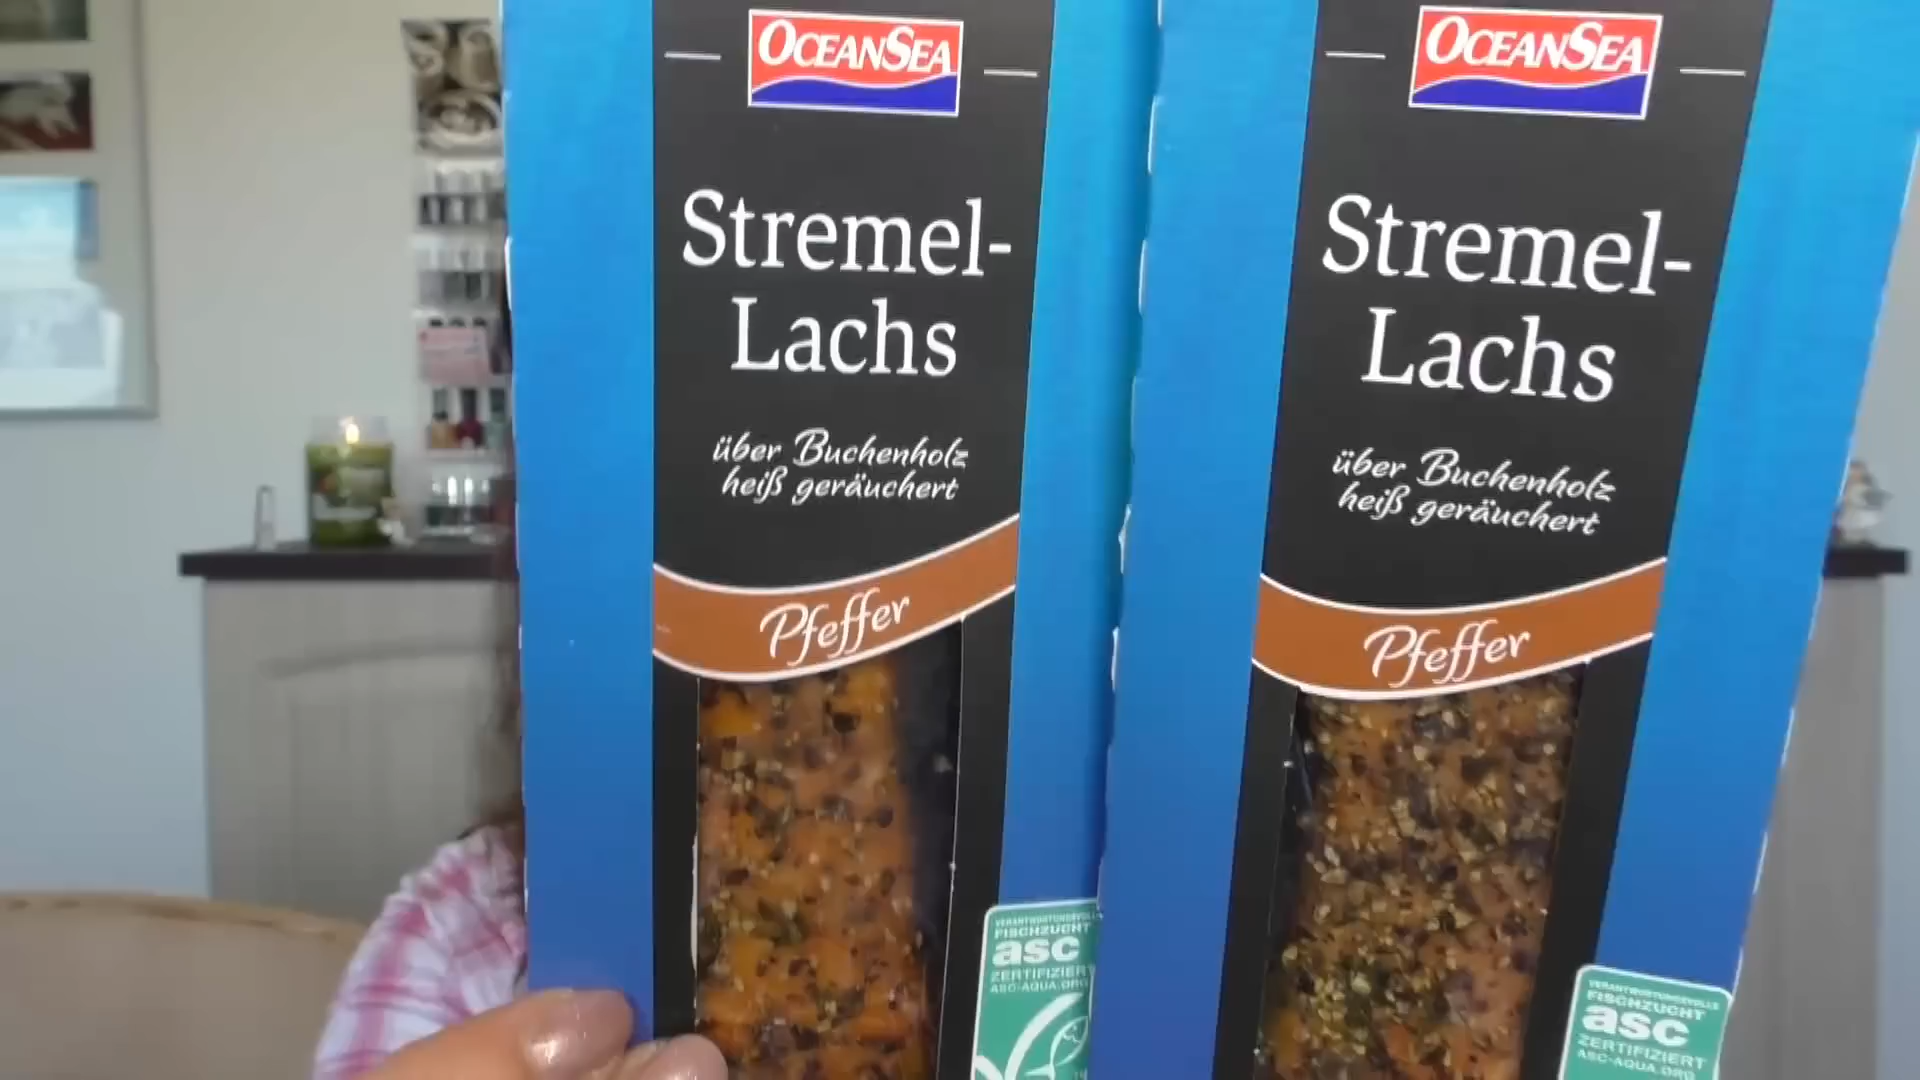 OCEANSEA
Stremel-
Lachs
über Buchenholz
heiß geräuchert
Pfeffer
VERANTWORTUNGSVOLLE
FISCHZUCHT
asc
ZERTIFIZIERT
ASC-AQUA.ORG
OCEANSEA
Stremel-
Lachs
über Buchenholz
heiß geräuchert
Pfeffer
VERANTWORTUNGSVOLLE
FISCHZUCHT
asc
ZERTIFIZIERT
ASC-AQUA.ORG